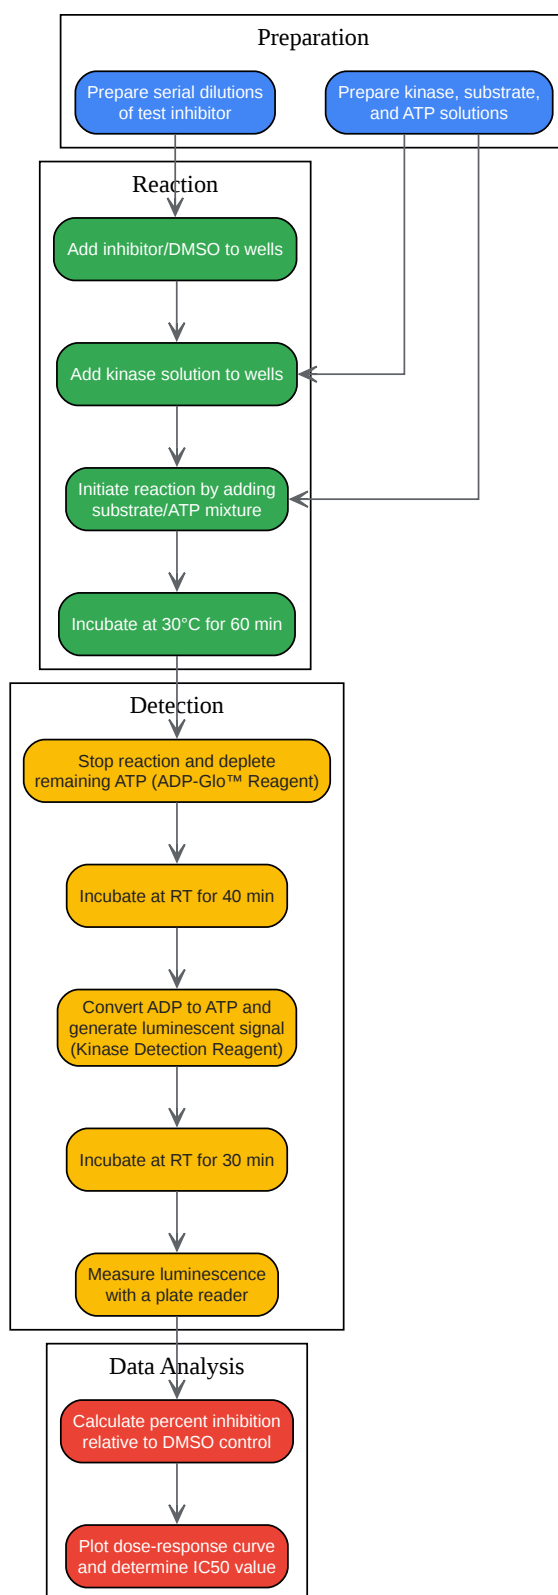 Preparation
Prepare serial dilutions
of test inhibitor
Prepare kinase, substrate,
and ATP solutions
Reaction
Add inhibitor/DMSO to wells
Add kinase solution to wells
Initiate reaction by adding
substrate/ATP mixture
Incubate at 30°C for 60 min
Detection
Stop reaction and deplete
remaining ATP (ADP-Glo™ Reagent)
Incubate at RT for 40 min
Convert ADP to ATP and
generate luminescent signal
(Kinase Detection Reagent)
Incubate at RT for 30 min
Measure luminescence
with a plate reader
Data Analysis
Calculate percent inhibition
relative to DMSO control
Plot dose-response curve
and determine IC50 value